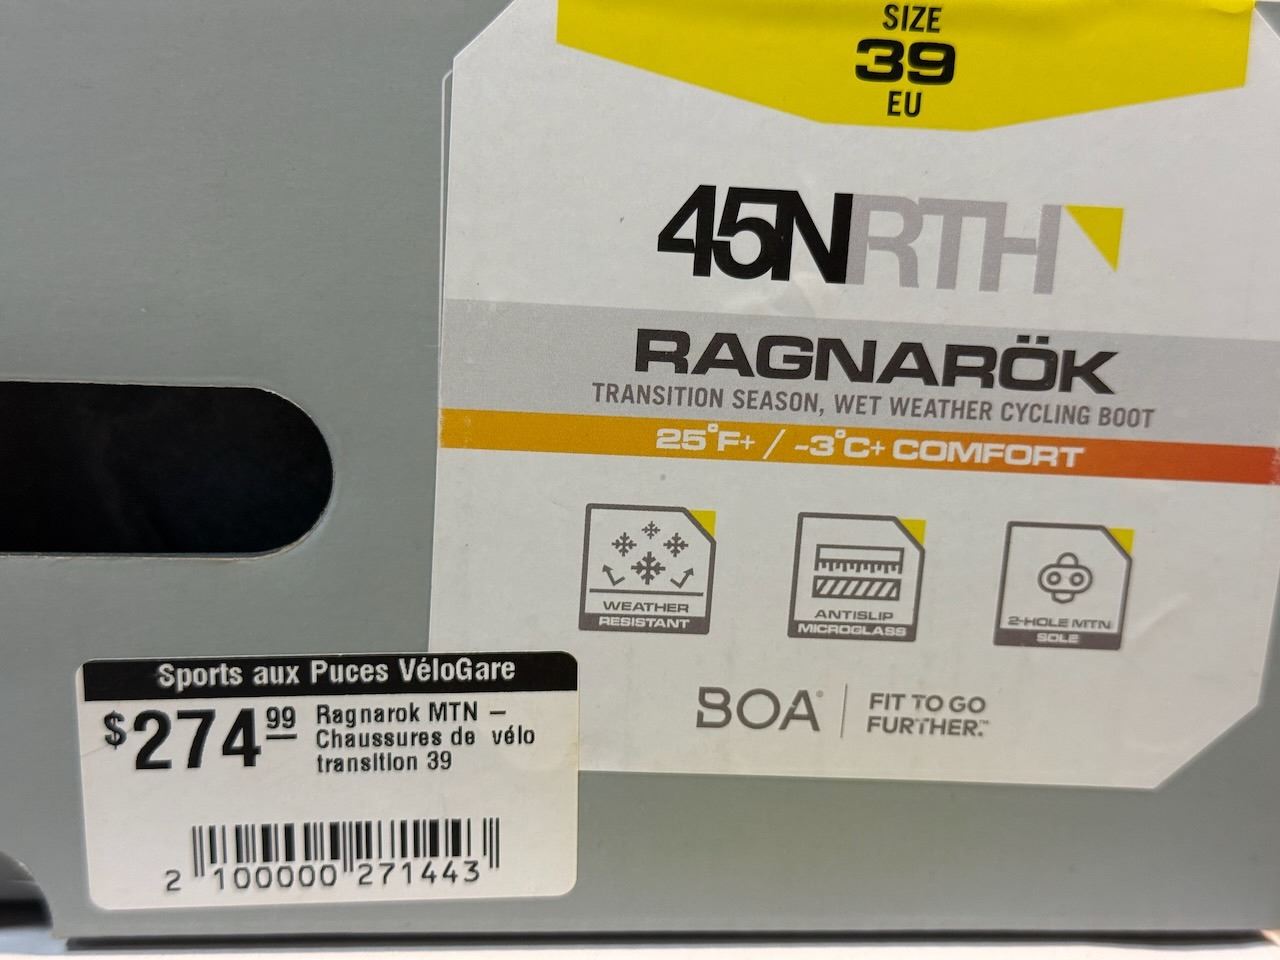 SIZE
39
EU
45NRTH
RAGNARÖK
TRANSITION SEASON, WET WEATHER CYCLING BOOT
25°F+ / -3°C+ COMFORT
WEATHER
RESISTANT
ANTISLIP
MICROGLASS
2-HOLE MTN
SOLE
BOA® FIT TO GO
FURTHER.™
Sports aux Puces VéloGare
$274.99
Ragnarok MTN –
Chaussures de vélo
transition 39
2 100000 271443